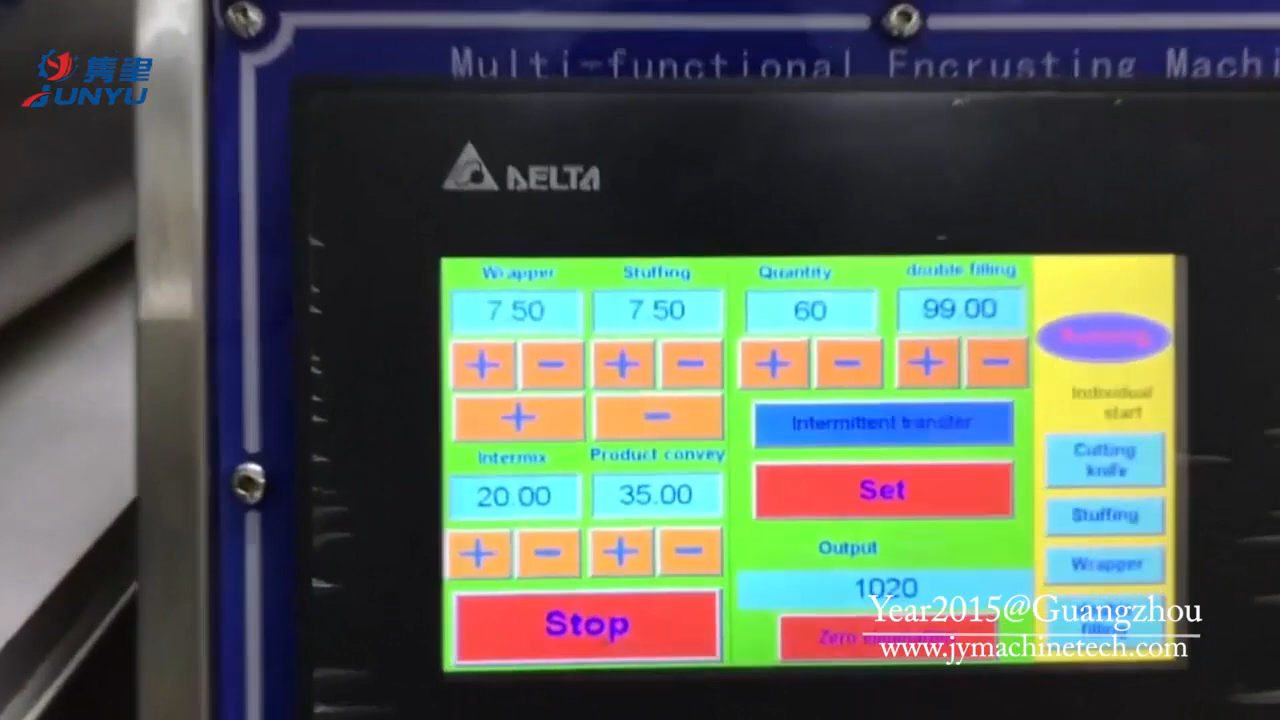 隽宇
JUNYU
Multi-functional Encrusting Machi
DELTA
Wrapper Stuffing Quantity double filling
7.50 7.50 60 99.00
+ - + - + - + -
Running
Individual
start
+ -
Intermittent transfer
Cutting
knife
Intermix Product convey
20.00 35.00
Set
Stuffing
+ - + -
Output
Wrapper
1020
Stop
Zero
filling
Year2015@Guangzhou
www.jymachinetech.com